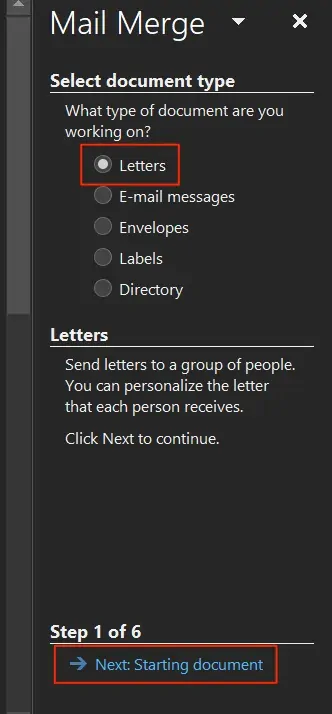 Mail Merge
Select document type
What type of document are you
working on?
Letters
E-mail messages
Envelopes
Labels
Directory
Letters
Send letters to a group of people.
You can personalize the letter
that each person receives.
Click Next to continue.
Step 1 of 6
Next: Starting document